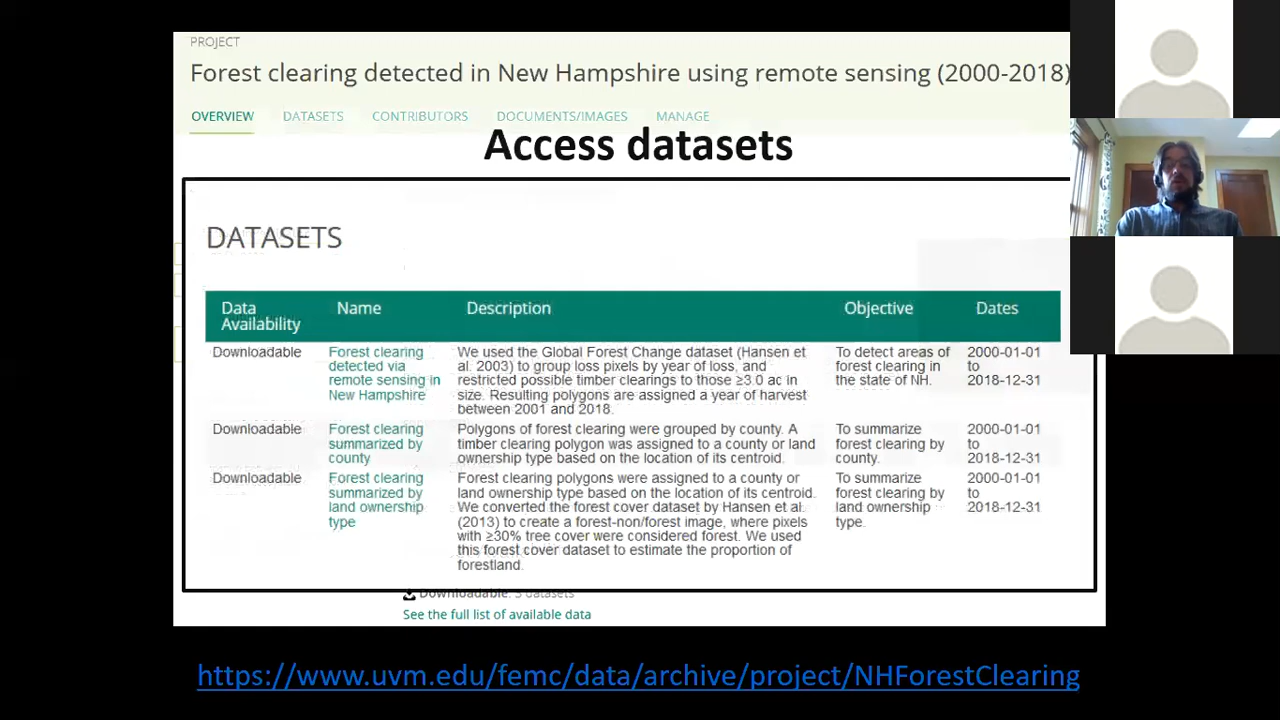 PROJECT
Forest clearing detected in New Hampshire using remote sensing (2000-2018)
OVERVIEW DATASETS CONTRIBUTORS DOCUMENTS/IMAGES MANAGE
Access datasets
DATASETS
Data Availability Name Description Objective Dates
Downloadable
Forest clearing
detected via
remote sensing in
New Hampshire
We used the Global Forest Change dataset (Hansen et
al. 2003) to group loss pixels by year of loss, and
restricted possible timber clearings to those ≥3.0 ac in
size. Resulting polygons are assigned a year of harvest
between 2001 and 2018.
To detect areas of
forest clearing in
the state of NH.
2000-01-01
to
2018-12-31
Downloadable
Forest clearing
summarized by
county
Polygons of forest clearing were grouped by county. A
timber clearing polygon was assigned to a county or land
ownership type based on the location of its centroid.
To summarize
forest clearing by
county.
2000-01-01
to
2018-12-31
Downloadable
Forest clearing
summarized by
land ownership
type
Forest clearing polygons were assigned to a county or
land ownership type based on the location of its centroid.
We converted the forest cover dataset by Hansen et al.
(2013) to create a forest-non/forest image, where pixels
with ≥30% tree cover were considered forest. We used
this forest cover dataset to estimate the proportion of
forestland.
To summarize
forest clearing by
land ownership
type.
2000-01-01
to
2018-12-31
Downloadable: 3 datasets
See the full list of available data
https://www.uvm.edu/femc/data/archive/project/NHForestClearing